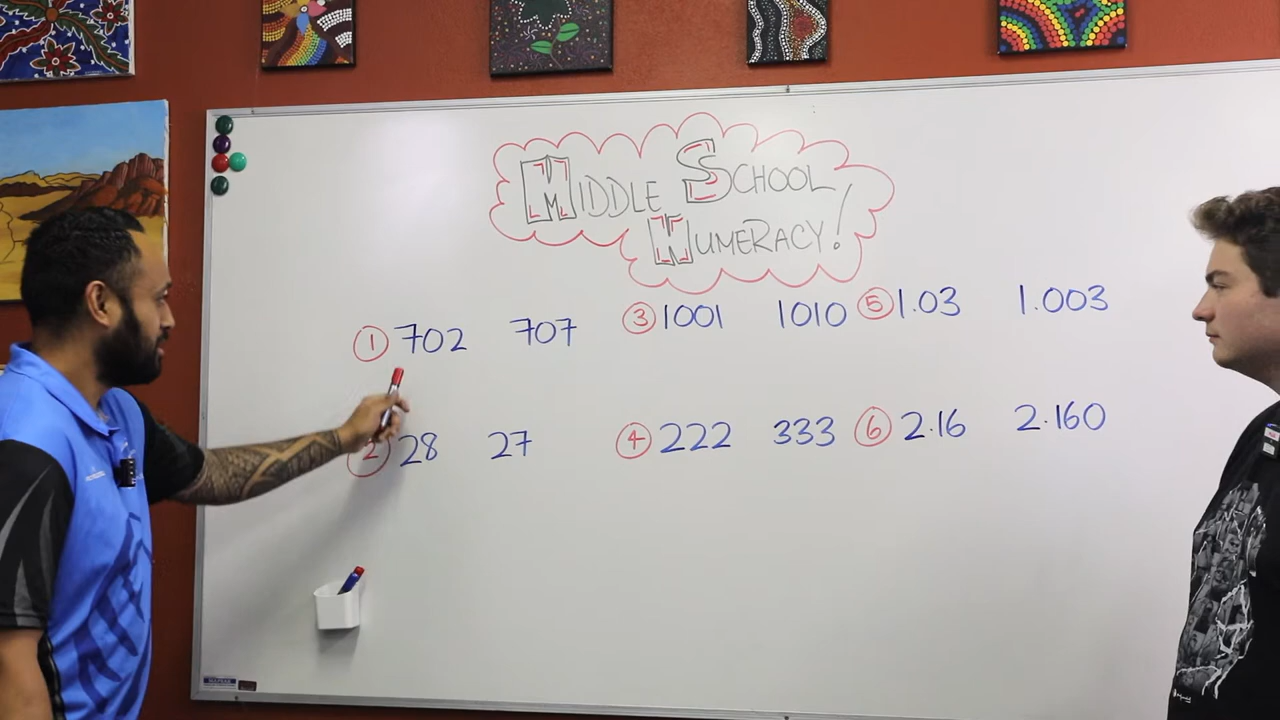 MIDDLE SCHOOL
NUMERACY!
① 702 707
② 28 27
③ 1001 1010
④ 222 333
⑤ 1.03 1.003
⑥ 2.16 2.160